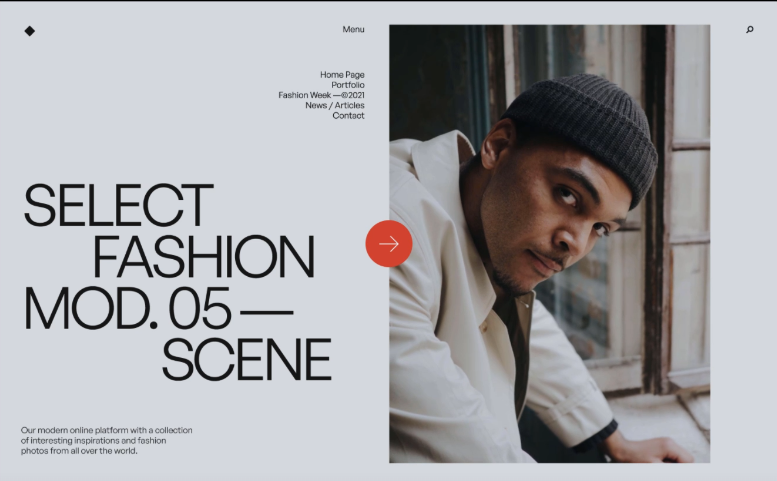 Menu
Home Page
Portfolio
Fashion Week —©2021
News / Articles
Contact
SELECT
FASHION
MOD. 05 —
SCENE
Our modern online platform with a collection
of interesting inspirations and fashion
photos from all over the world.